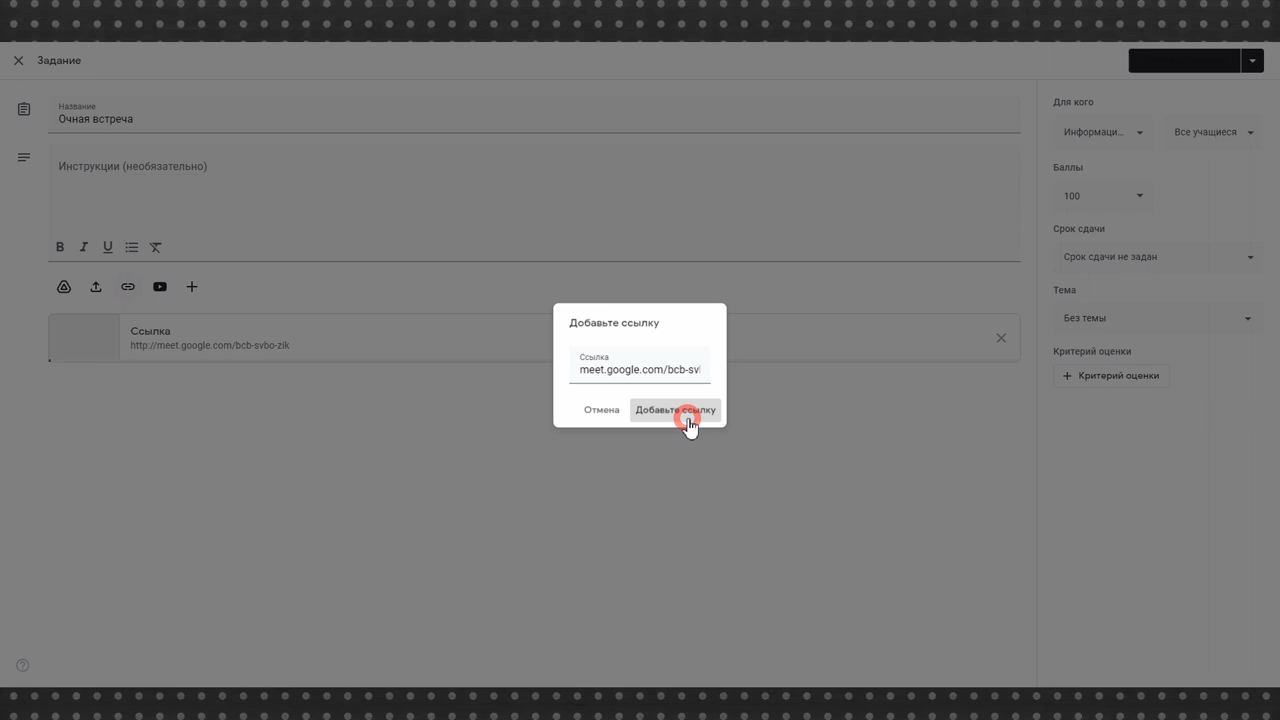 Задание
Название
Очная встреча
Инструкции (необязательно)
B I U
Ссылка
http://meet.google.com/bcb-svbo-zik
Добавьте ссылку
Ссылка
meet.google.com/bcb-sv
Отмена
Добавьте ссылку
Для кого
Информаци...
Все учащиеся
Баллы
100
Срок сдачи
Срок сдачи не задан
Тема
Без темы
Критерий оценки
+ Критерий оценки